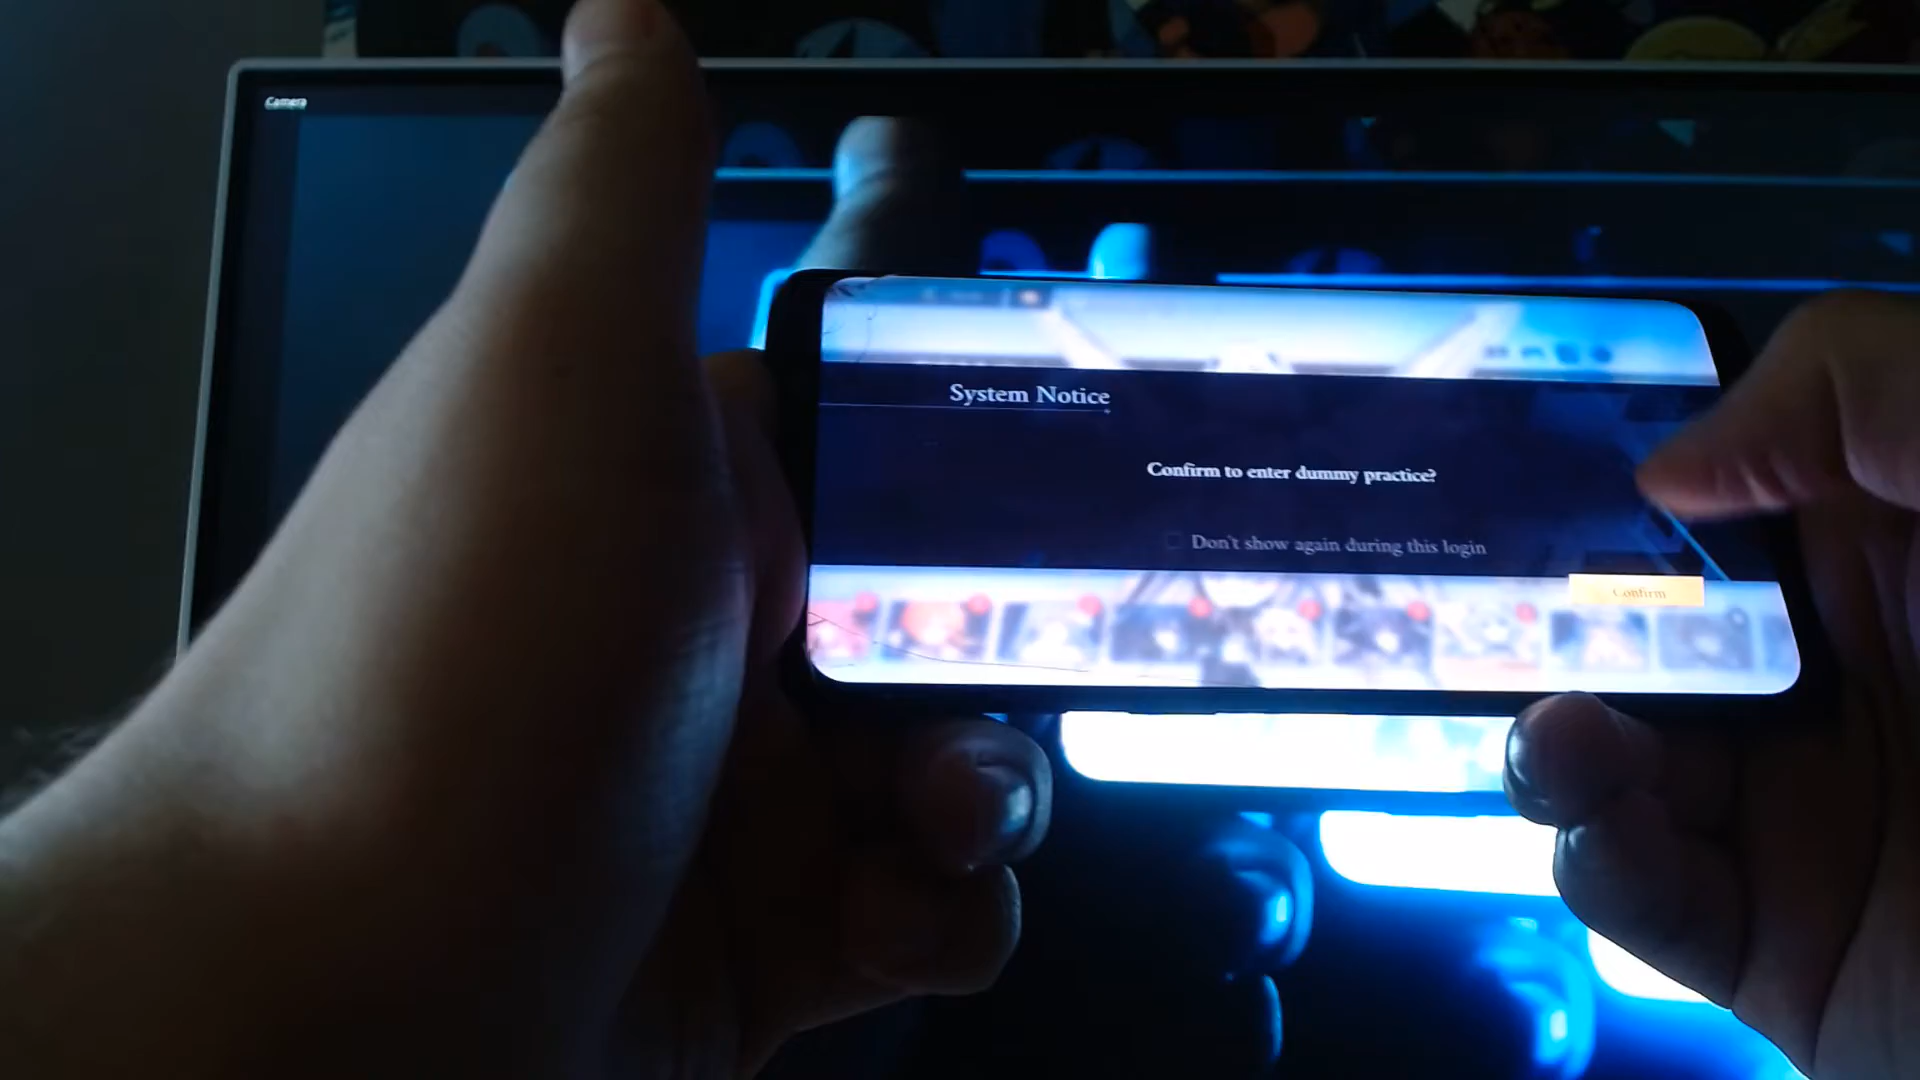 Camera
System Notice
Confirm to enter dummy practice?
Don't show again during this login
Confirm